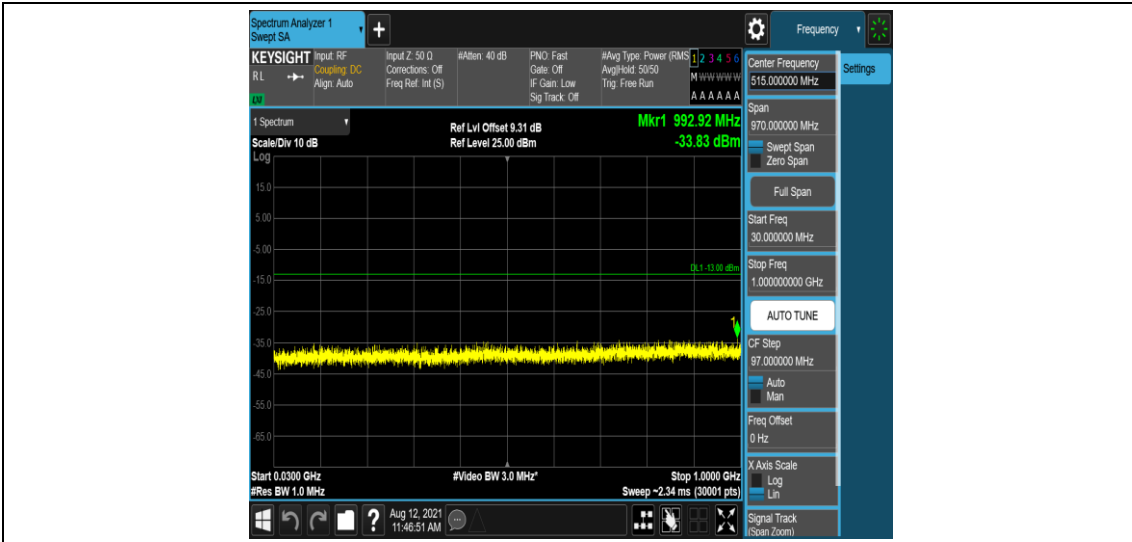 Spectrum Analyzer 1
Swept SA
+
Frequency
KEYSIGHT
RL
LXI
Input: RF
Coupling: DC
Align: Auto
Input Z: 50 Ω
Corrections: Off
Freq Ref: Int (S)
#Atten: 40 dB
PNO: Fast
Gate: Off
IF Gain: Low
Sig Track: Off
#Avg Type: Power (RMS
Avg|Hold: 50/50
Trig: Free Run
1 2 3 4 5 6
M W W W W W
A A A A A A
1 Spectrum
Scale/Div 10 dB
Log
Ref Lvl Offset 9.31 dB
Ref Level 25.00 dBm
Mkr1 992.92 MHz
-33.83 dBm
15.0
5.00
-5.00
DL1 -13.00 dBm
-15.0
-25.0
1
-35.0
-45.0
-55.0
-65.0
Start 0.0300 GHz
#Video BW 3.0 MHz*
Stop 1.0000 GHz
#Res BW 1.0 MHz
Sweep ~2.34 ms (30001 pts)
?
Aug 12, 2021
11:46:51 AM
Center Frequency
515.000000 MHz
Settings
Span
970.000000 MHz
Swept Span
Zero Span
Full Span
Start Freq
30.000000 MHz
Stop Freq
1.000000000 GHz
AUTO TUNE
CF Step
97.000000 MHz
Auto
Man
Freq Offset
0 Hz
X Axis Scale
Log
Lin
Signal Track
(Span Zoom)